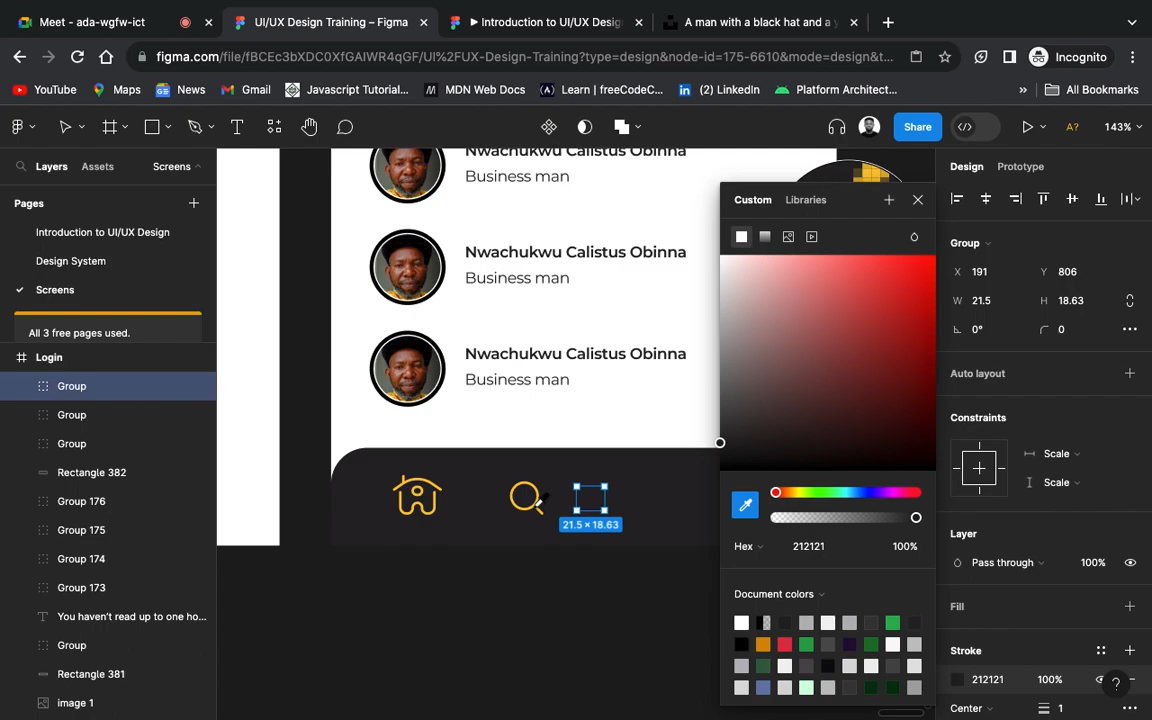 Meet - ada-wgfw-ict
UI/UX Design Training – Figma
Introduction to UI/UX Desig
A man with a black hat and a y
figma.com/file/fBCEc3bXDC0XfGAIWR4qGF/UI%2FUX-Design-Training?type=design&node-id=175-6610&mode=design&t...
Incognito
YouTube
Maps
News
Gmail
Javascript Tutorial...
MDN Web Docs
Learn | freeCodeC...
(2) LinkedIn
Platform Architect...
All Bookmarks
Share
A?
143%
Layers
Assets
Screens
Design
Prototype
Pages
Introduction to UI/UX Design
Design System
Screens
All 3 free pages used.
Login
Group
Group
Group
Rectangle 382
Group 176
Group 175
Group 174
Group 173
You haven't read up to one ho...
Group
Rectangle 381
image 1
Nwachukwu Calistus Obinna
Business man
Nwachukwu Calistus Obinna
Business man
Nwachukwu Calistus Obinna
Business man
21.5 × 18.63
Custom
Libraries
Hex
212121
100%
Document colors
Group
X 191
Y 806
W 21.5
H 18.63
0°
0
Auto layout
Constraints
Scale
Scale
Layer
Pass through
100%
Fill
Stroke
212121
100%
?
Center
1